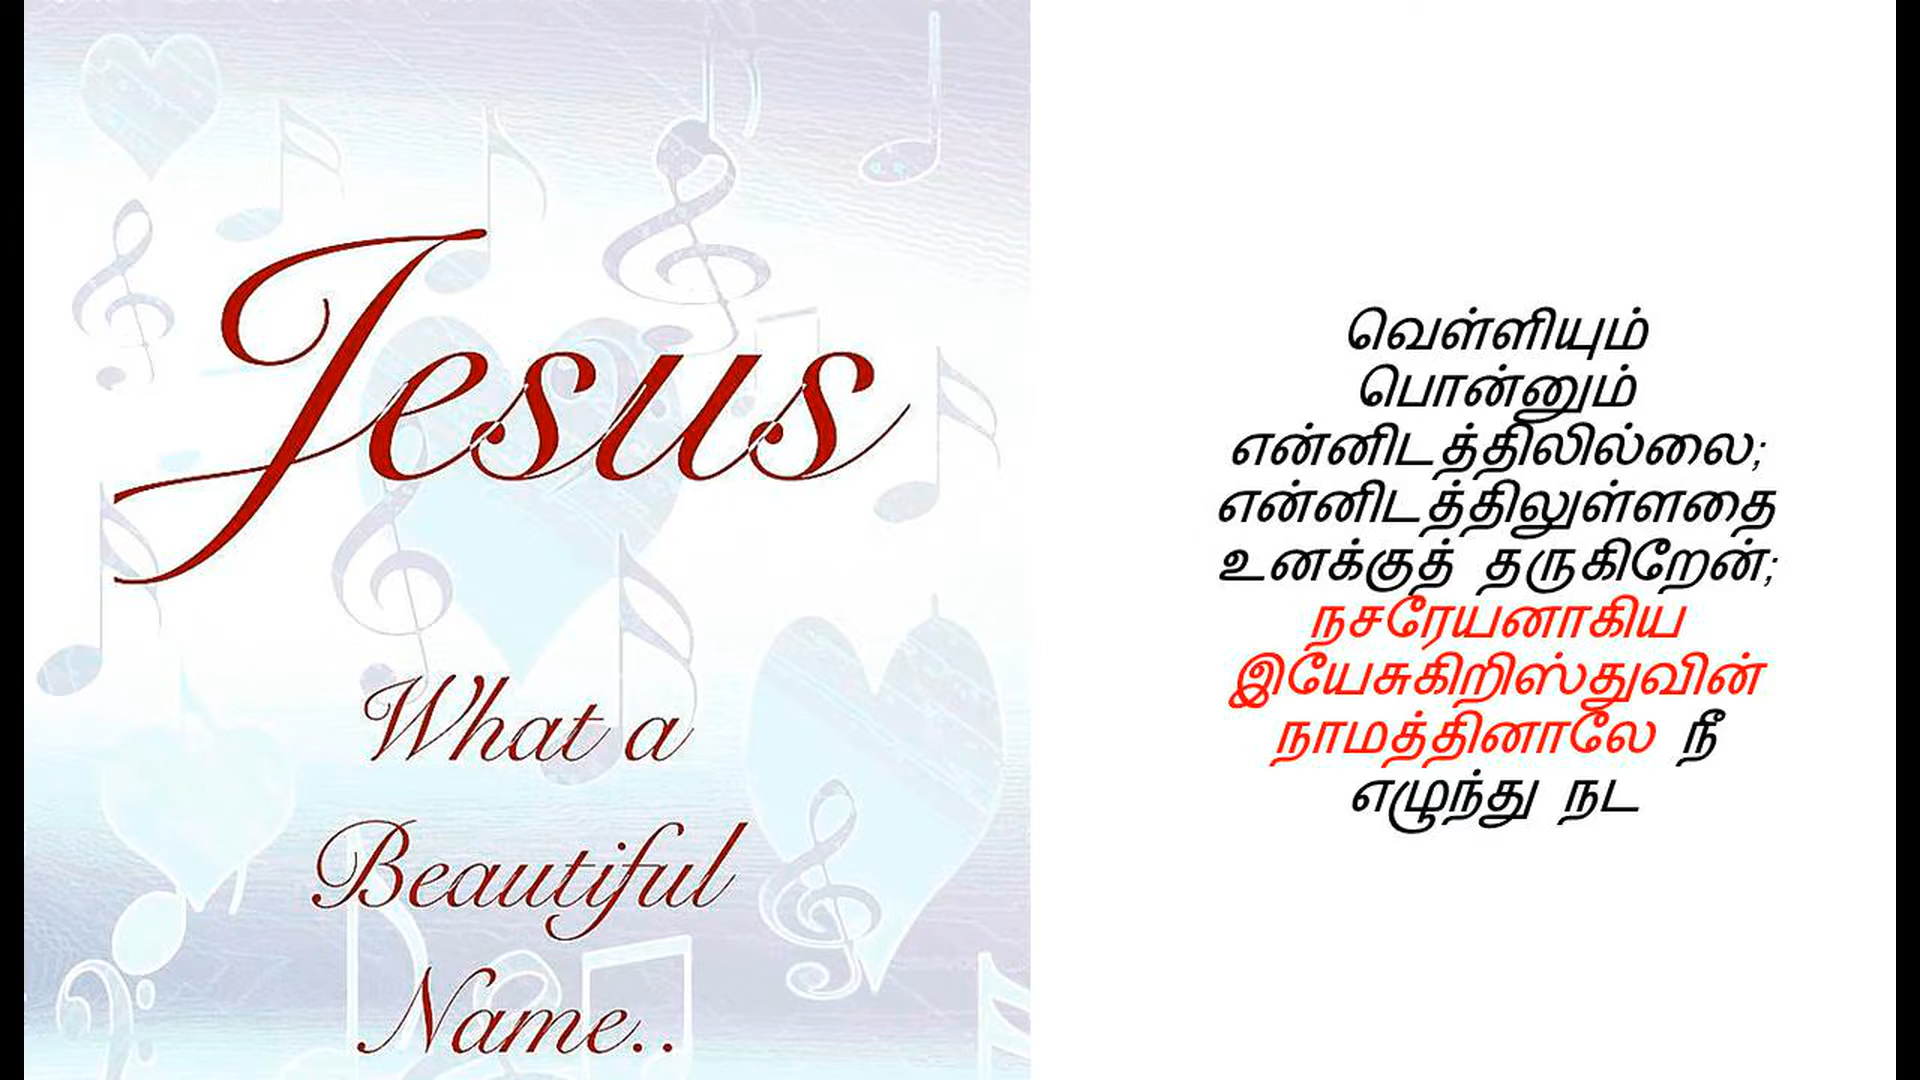 Jesus
What a
Beautiful
Name..
வெள்ளியும்
பொன்னும்
என்னிடத்திலில்லை;
என்னிடத்திலுள்ளதை
உனக்குத் தருகிறேன்;
நசரேயனாகிய
இயேசுகிறிஸ்துவின்
நாமத்தினாலே நீ
எழுந்து நட